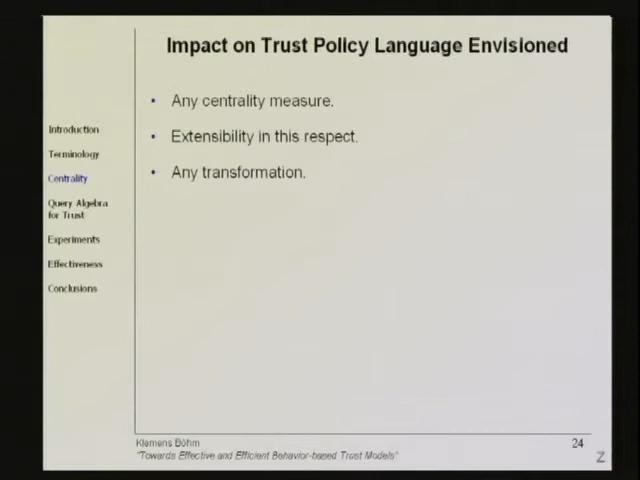 Impact on Trust Policy Language Envisioned
• Any centrality measure.
• Extensibility in this respect.
• Any transformation.
Introduction
Terminology
Centrality
Query Algebra
for Trust
Experiments
Effectiveness
Conclusions
Klemens Böhm
24
"Towards Effective and Efficient Behavior-based Trust Models"
Z